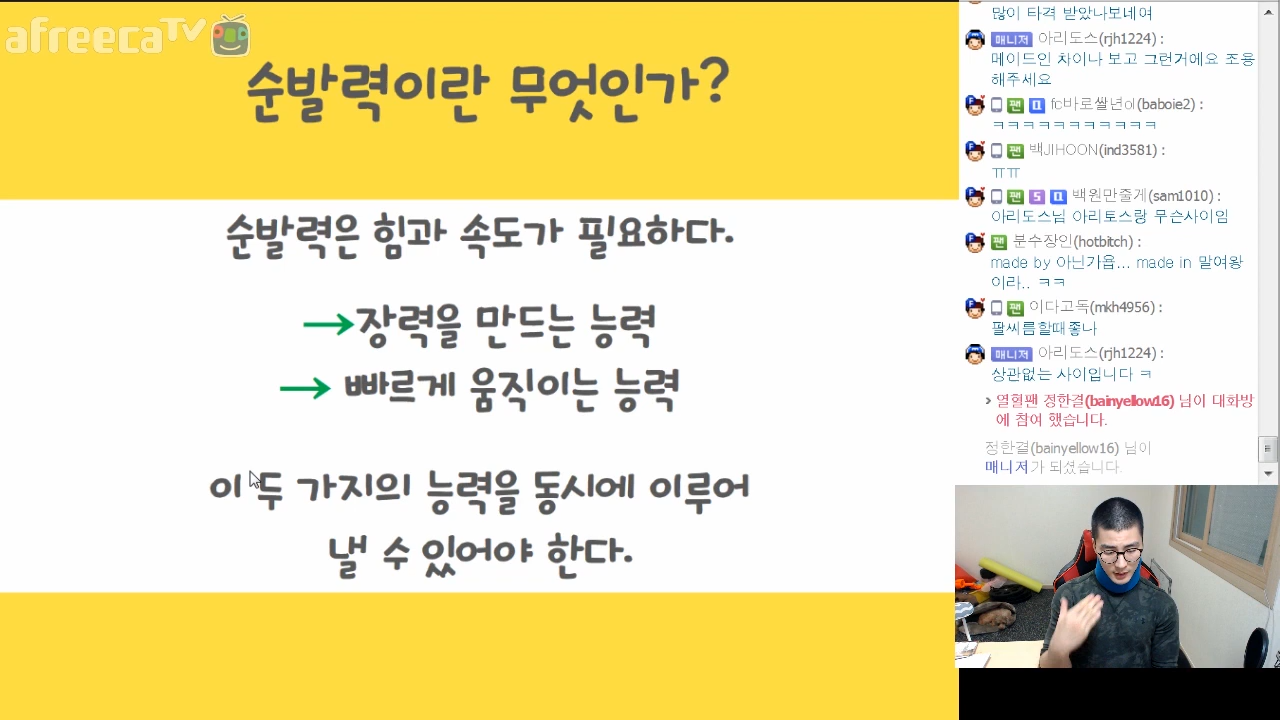 afreecaTV
순발력이란 무엇인가?
순발력은 힘과 속도가 필요하다.
→장력을 만드는 능력
→ 빠르게 움직이는 능력
이 두 가지의 능력을 동시에 이루어
낼 수 있어야 한다.
많이 타격 받았나보네여
매니저 아리도스(rjh1224) :
메이드인 차이나 보고 그런거에요 조용
해주세요
팬 Q fc바로쌀년이(baboie2) :
ㅋㅋㅋㅋㅋㅋㅋㅋㅋㅋㅋ
팬 백JIHOON(ind3581) :
ㅠㅠ
팬 S Q 백원만줄게(sam1010) :
아리도스님 아리토스랑 무슨사이임
팬 분수장인(hotbitch) :
made by 아닌가욥... made in 말여왕
이라.. ㅋㅋ
팬 이다고독(mkh4956) :
팔씨름할때좋나
매니저 아리도스(rjh1224) :
상관없는 사이입니다 ㅋ
› 열혈팬 정한결(bainyellow16) 님이 대화방
에 참여 했습니다.
정한결(bainyellow16) 님이
매니저가 되셨습니다.